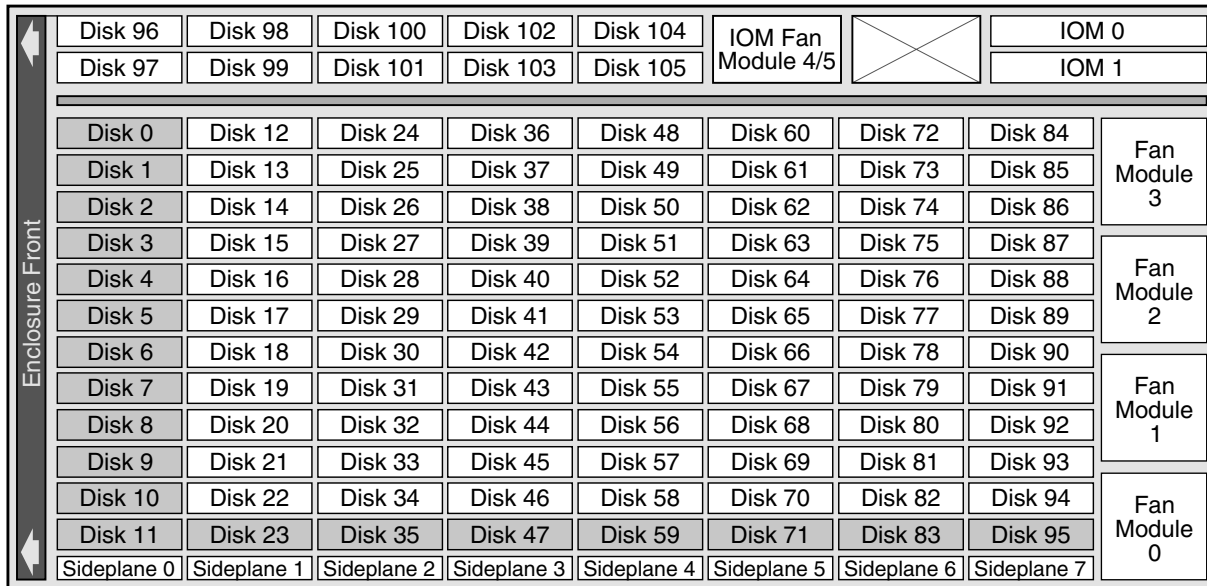 Enclosure Front
Disk 96 Disk 98 Disk 100 Disk 102 Disk 104 IOM Fan Module 4/5 IOM 0
Disk 97 Disk 99 Disk 101 Disk 103 Disk 105 IOM 1
Disk 0 Disk 12 Disk 24 Disk 36 Disk 48 Disk 60 Disk 72 Disk 84
Disk 1 Disk 13 Disk 25 Disk 37 Disk 49 Disk 61 Disk 73 Disk 85
Disk 2 Disk 14 Disk 26 Disk 38 Disk 50 Disk 62 Disk 74 Disk 86
Disk 3 Disk 15 Disk 27 Disk 39 Disk 51 Disk 63 Disk 75 Disk 87
Disk 4 Disk 16 Disk 28 Disk 40 Disk 52 Disk 64 Disk 76 Disk 88
Disk 5 Disk 17 Disk 29 Disk 41 Disk 53 Disk 65 Disk 77 Disk 89
Disk 6 Disk 18 Disk 30 Disk 42 Disk 54 Disk 66 Disk 78 Disk 90
Disk 7 Disk 19 Disk 31 Disk 43 Disk 55 Disk 67 Disk 79 Disk 91
Disk 8 Disk 20 Disk 32 Disk 44 Disk 56 Disk 68 Disk 80 Disk 92
Disk 9 Disk 21 Disk 33 Disk 45 Disk 57 Disk 69 Disk 81 Disk 93
Disk 10 Disk 22 Disk 34 Disk 46 Disk 58 Disk 70 Disk 82 Disk 94
Disk 11 Disk 23 Disk 35 Disk 47 Disk 59 Disk 71 Disk 83 Disk 95
Sideplane 0 Sideplane 1 Sideplane 2 Sideplane 3 Sideplane 4 Sideplane 5 Sideplane 6 Sideplane 7
Fan
Module
3
Fan
Module
2
Fan
Module
1
Fan
Module
0